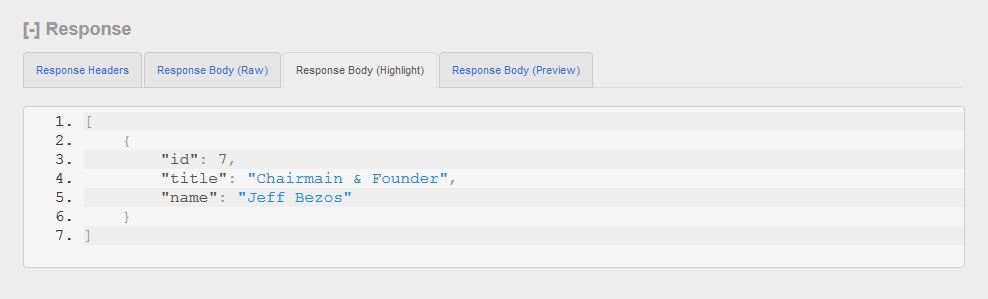 [-] Response
Response Headers Response Body (Raw) Response Body (Highlight) Response Body (Preview)
1. [
2. {
3. "id": 7,
4. "title": "Chairmain & Founder",
5. "name": "Jeff Bezos"
6. }
7. ]